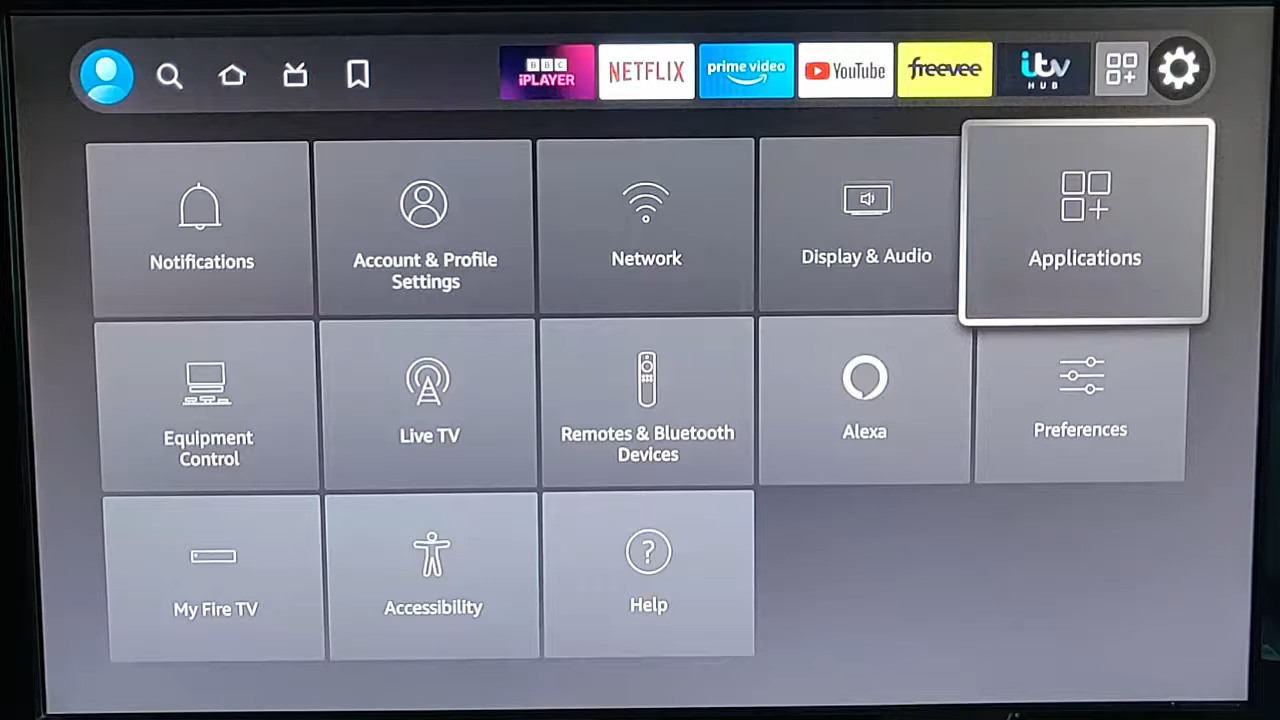 BBC
iPLAYER
NETFLIX
prime video
YouTube
freevee
itv
HUB
Notifications
Account & Profile
Settings
Network
Display & Audio
Applications
Equipment
Control
Live TV
Remotes & Bluetooth
Devices
Alexa
Preferences
My Fire TV
Accessibility
?
Help